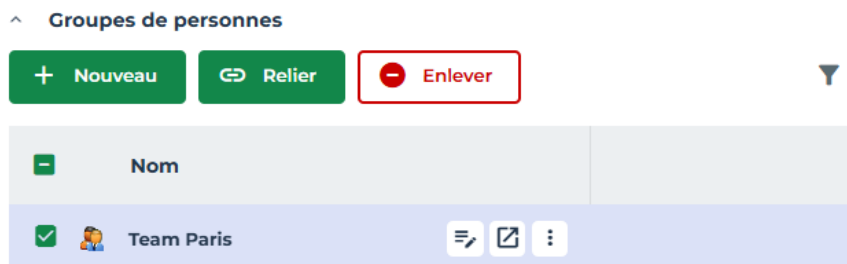 Groupes de personnes
Nouveau Relier Enlever
Nom
Team Paris